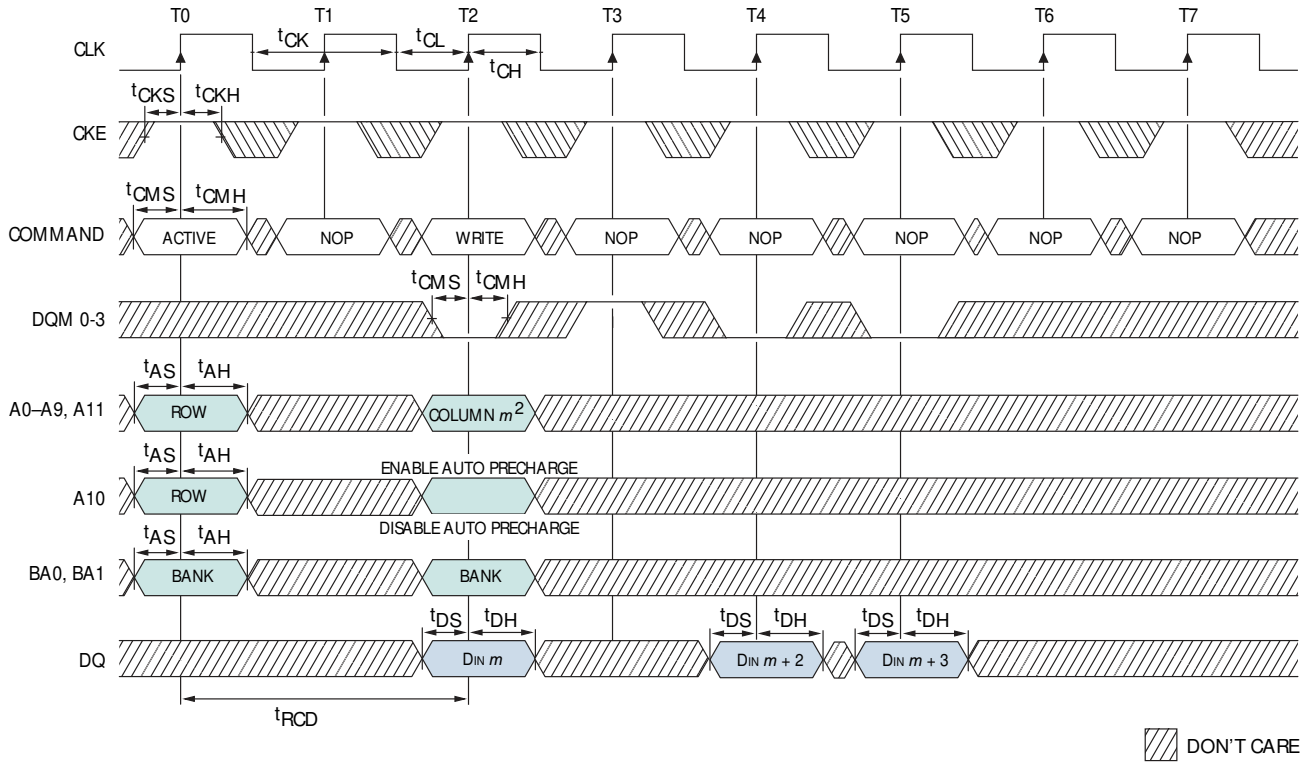 T0 T1 T2 T3 T4 T5 T6 T7
CLK
tCK tCL
tCH
tCKS tCKH
CKE
tCMS tCMH
COMMAND ACTIVE NOP WRITE NOP NOP NOP NOP NOP
tCMS tCMH
DQM 0-3
tAS tAH
A0–A9, A11 ROW COLUMN m2
tAS tAH ENABLE AUTO PRECHARGE
A10 ROW
DISABLE AUTO PRECHARGE
tAS tAH
BA0, BA1 BANK BANK
tDS tDH tDS tDH tDS tDH
DQ DIN m DIN m + 2 DIN m + 3
tRCD
DON'T CARE